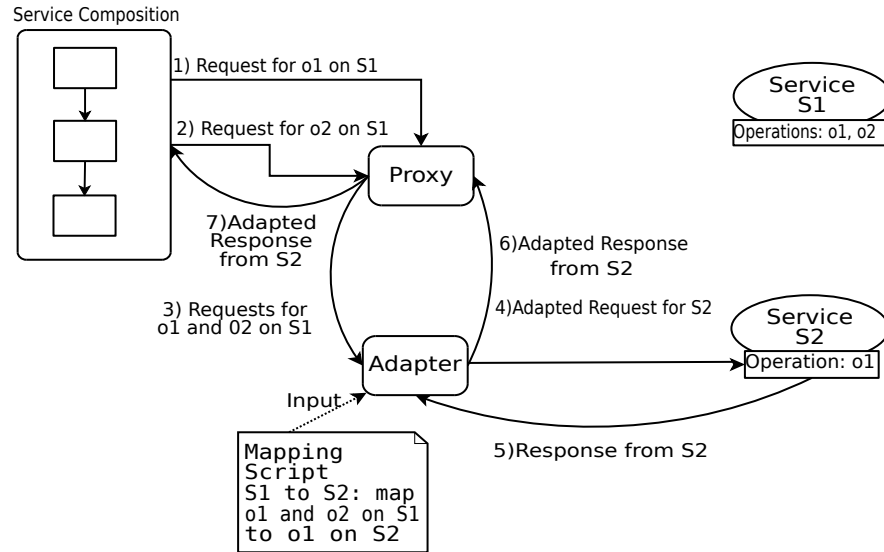 Service Composition
1) Request for o1 on S1
2) Request for o2 on S1
Proxy
Service
S1
Operations: o1, o2
7)Adapted
Response
from S2
6)Adapted Response
from S2
3) Requests for
o1 and 02 on S1
4)Adapted Request for S2
Service
S2
Operation: o1
Adapter
Input
5)Response from S2
Mapping
Script
S1 to S2: map
o1 and o2 on S1
to o1 on S2